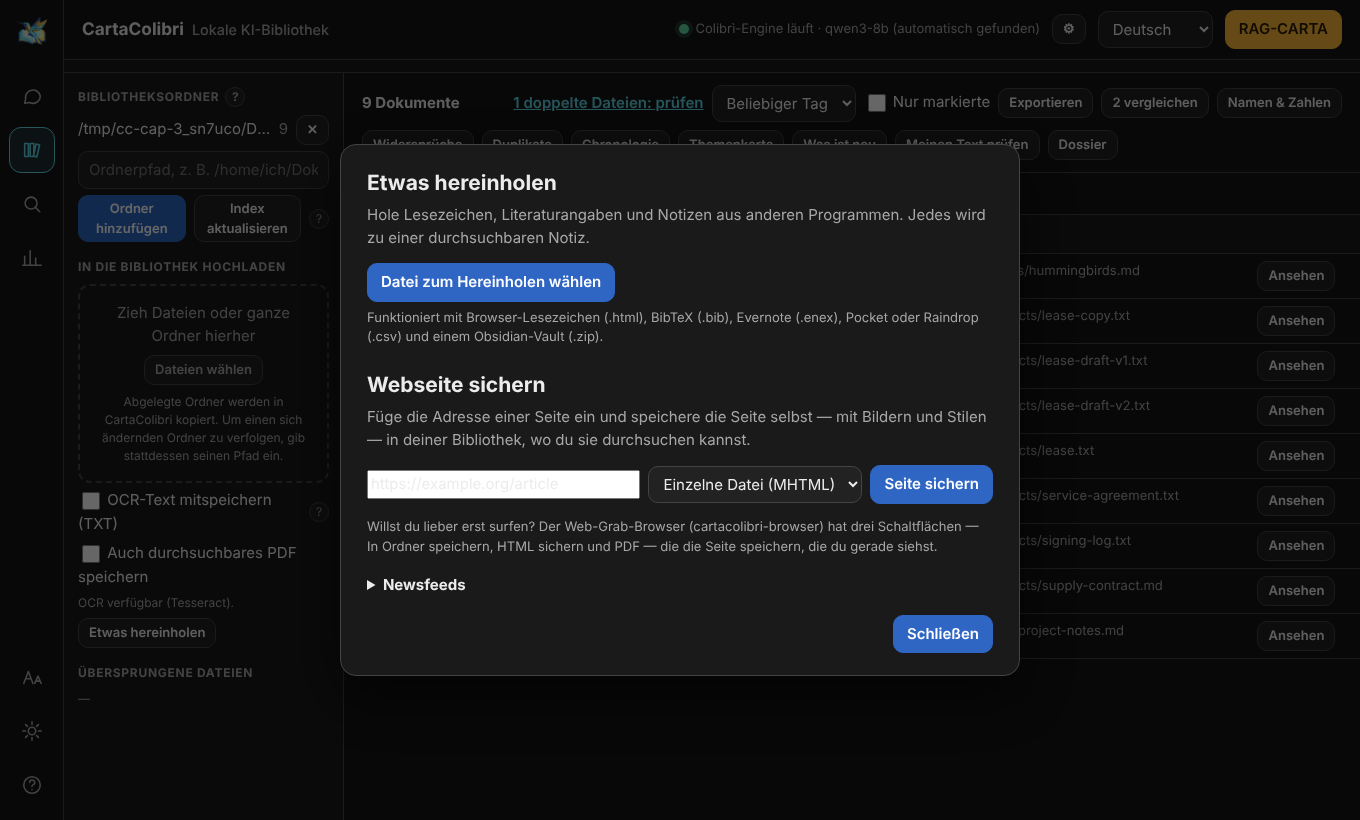 CartaColibri Lokale KI-Bibliothek
Colibrì-Engine läuft · qwen3-8b (automatisch gefunden)
Deutsch
RAG-CARTA
BIBLIOTHEKSORDNER ?
/tmp/cc-cap-3_sn7uco/D... 9 ✕
Ordnerpfad, z. B. /home/ich/Dok
Ordner
hinzufügen
Index
aktualisieren
?
IN DIE BIBLIOTHEK HOCHLADEN
Zieh Dateien oder ganze
Ordner hierher
Dateien wählen
Abgelegte Ordner werden in
CartaColibri kopiert. Um einen sich
ändernden Ordner zu verfolgen, gib
stattdessen seinen Pfad ein.
OCR-Text mitspeichern
(TXT)
?
Auch durchsuchbares PDF
speichern
OCR verfügbar (Tesseract).
Etwas hereinholen
ÜBERSPRUNGENE DATEIEN
—
9 Dokumente
1 doppelte Dateien: prüfen
Beliebiger Tag
Nur markierte
Exportieren
2 vergleichen
Namen & Zahlen
Widersprüche
Duplikate
Chronologie
Themenkarte
Was ist neu
Meinen Text prüfen
Dossier
Etwas hereinholen
Hole Lesezeichen, Literaturangaben und Notizen aus anderen Programmen. Jedes wird
zu einer durchsuchbaren Notiz.
Datei zum Hereinholen wählen
Funktioniert mit Browser-Lesezeichen (.html), BibTeX (.bib), Evernote (.enex), Pocket oder Raindrop
(.csv) und einem Obsidian-Vault (.zip).
Webseite sichern
Füge die Adresse einer Seite ein und speichere die Seite selbst — mit Bildern und Stilen
— in deiner Bibliothek, wo du sie durchsuchen kannst.
https://example.org/article
Einzelne Datei (MHTML)
Seite sichern
Willst du lieber erst surfen? Der Web-Grab-Browser (cartacolibri-browser) hat drei Schaltflächen —
In Ordner speichern, HTML sichern und PDF — die die Seite speichern, die du gerade siehst.
Newsfeeds
Schließen
s/hummingbirds.md Ansehen
cts/lease-copy.txt Ansehen
cts/lease-draft-v1.txt Ansehen
cts/lease-draft-v2.txt Ansehen
cts/lease.txt Ansehen
cts/service-agreement.txt Ansehen
cts/signing-log.txt Ansehen
cts/supply-contract.md Ansehen
project-notes.md Ansehen
AA